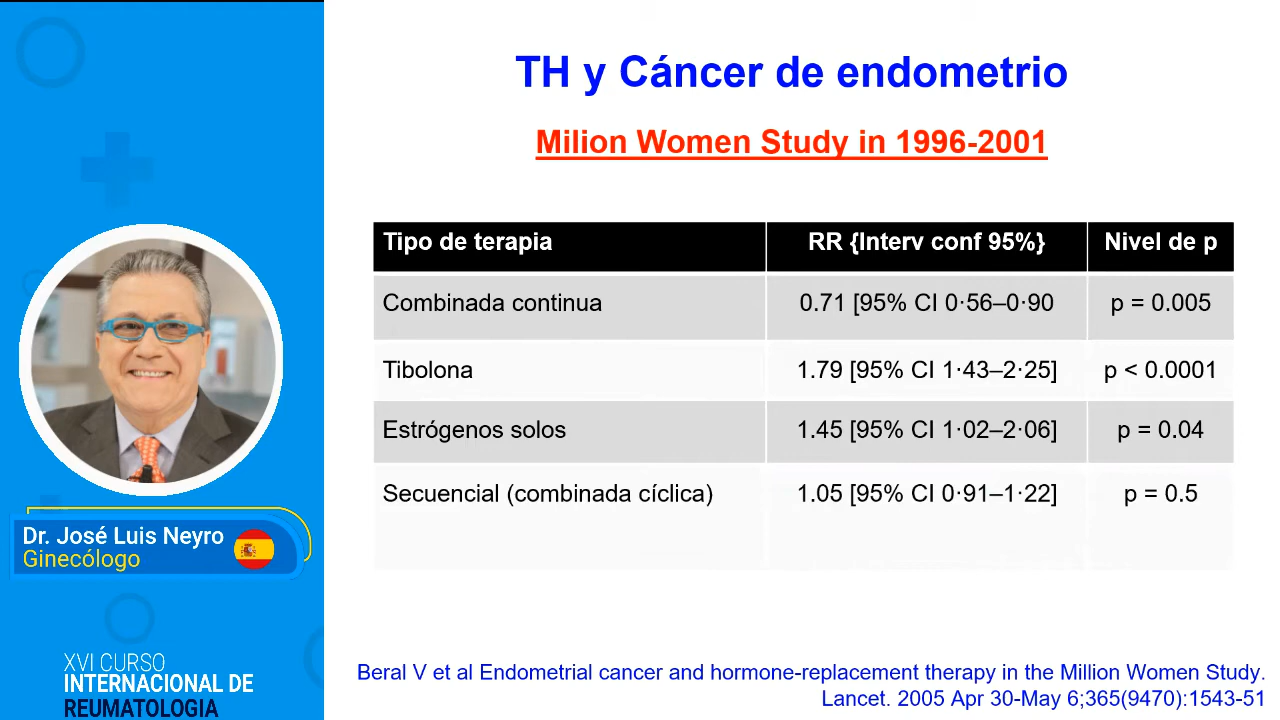 TH y Cáncer de endometrio
Milion Women Study in 1996-2001
Tipo de terapia RR {Interv conf 95%} Nivel de p
Combinada continua 0.71 [95% CI 0·56–0·90 p = 0.005
Tibolona 1.79 [95% CI 1·43–2·25] p < 0.0001
Estrógenos solos 1.45 [95% CI 1·02–2·06] p = 0.04
Secuencial (combinada cíclica) 1.05 [95% CI 0·91–1·22] p = 0.5
Dr. José Luis Neyro
Ginecólogo
XVI CURSO
INTERNACIONAL DE
REUMATOLOGIA
Beral V et al Endometrial cancer and hormone-replacement therapy in the Million Women Study.
Lancet. 2005 Apr 30-May 6;365(9470):1543-51